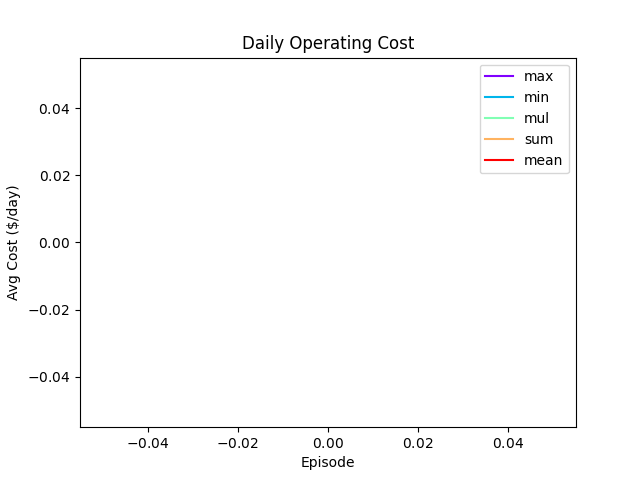 Daily Operating Cost
max
min
mul
sum
mean
0.04
0.02
0.00
−0.02
−0.04
Avg Cost ($/day)
−0.04 −0.02 0.00 0.02 0.04
Episode